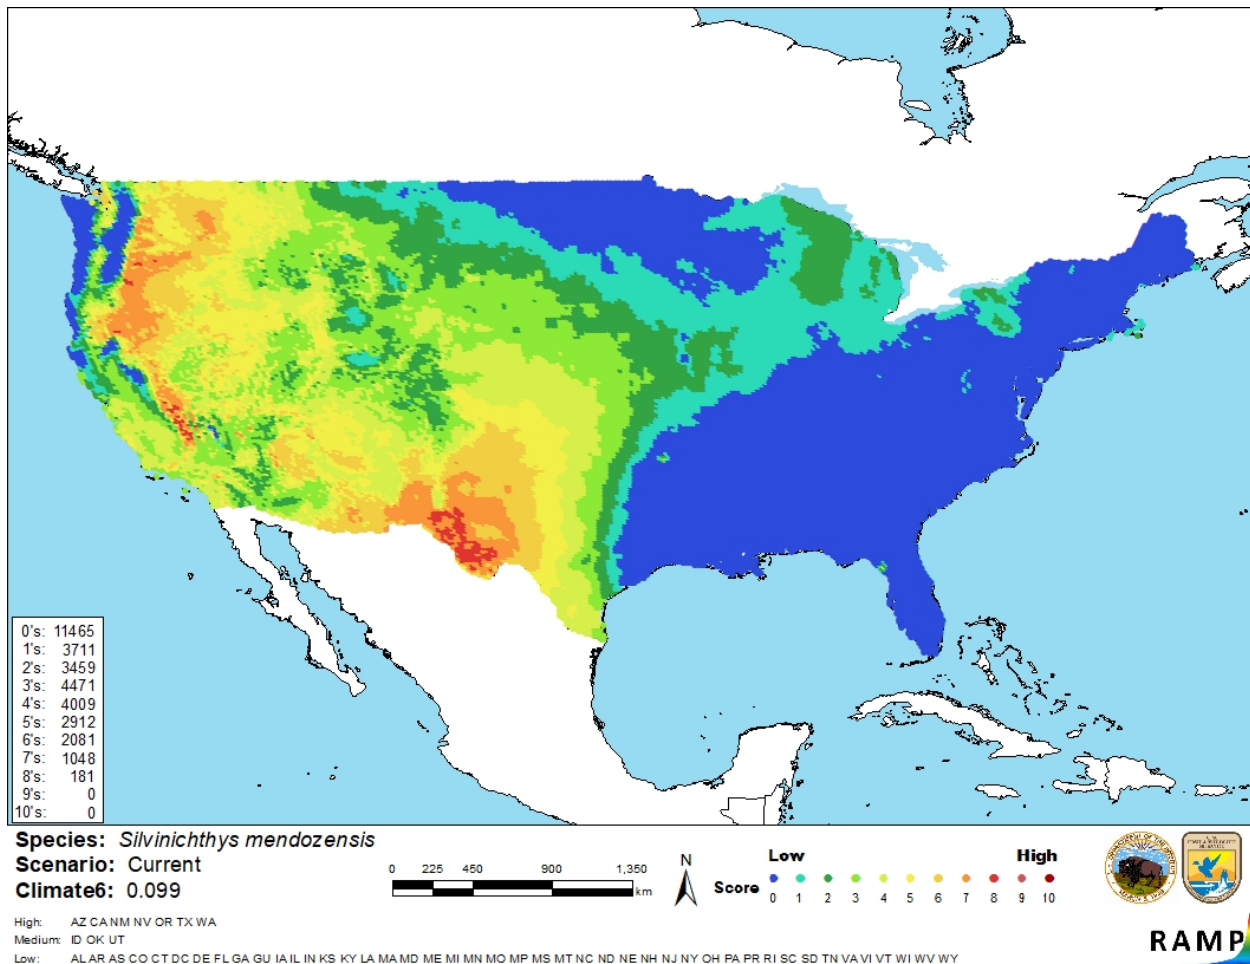 0's: 11465
1's: 3711
2's: 3459
3's: 4471
4's: 4009
5's: 2912
6's: 2081
7's: 1048
8's: 181
9's: 0
10's: 0
Species: Silvinichthys mendozensis
Scenario: Current
Climate6: 0.099
0 225 450 900 1,350
km
N
Low High
Score 0 1 2 3 4 5 6 7 8 9 10
High: AZ CA NM NV OR TX WA
Medium: ID OK UT
Low: AL AR AS CO CT DC DE FL GA GU IA IL IN KS KY LA MA MD ME MI MN MO MP MS MT NC ND NE NH NJ NY OH PA PR RI SC SD TN VA VI VT WI WV WY
RAMP